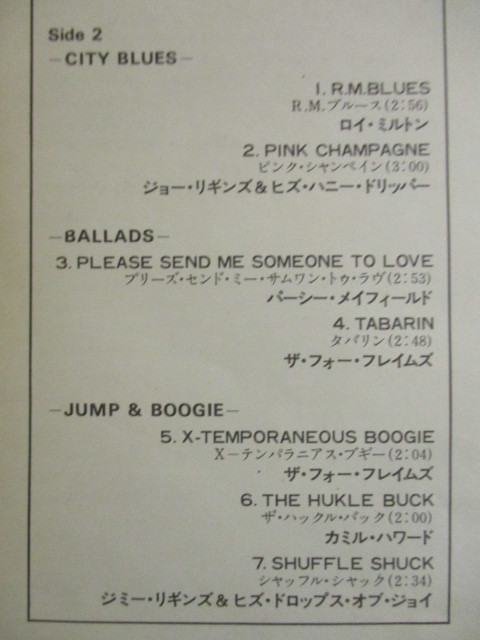 Side 2
—CITY BLUES—
1. R.M.BLUES
R.M.ブルース(2:56)
ロイ・ミルトン
2. PINK CHAMPAGNE
ピンク・シャンペイン(3:00)
ジョー・リギンズ&ヒズ・ハニー・ドリッパー
—BALLADS—
3. PLEASE SEND ME SOMEONE TO LOVE
プリーズ・センド・ミー・サムワン・トゥ・ラヴ(2:53)
パーシー・メイフィールド
4. TABARIN
タバリン(2:48)
ザ・フォー・フレイムズ
—JUMP & BOOGIE—
5. X-TEMPORANEOUS BOOGIE
X−テンパラニアス・ブギー(2:04)
ザ・フォー・フレイムズ
6. THE HUKLE BUCK
ザ・ハックル・バック(2:00)
カミル・ハワード
7. SHUFFLE SHUCK
シャッフル・シャック(2:34)
ジミー・リギンズ&ヒズ・ドロップス・オブ・ジョイ